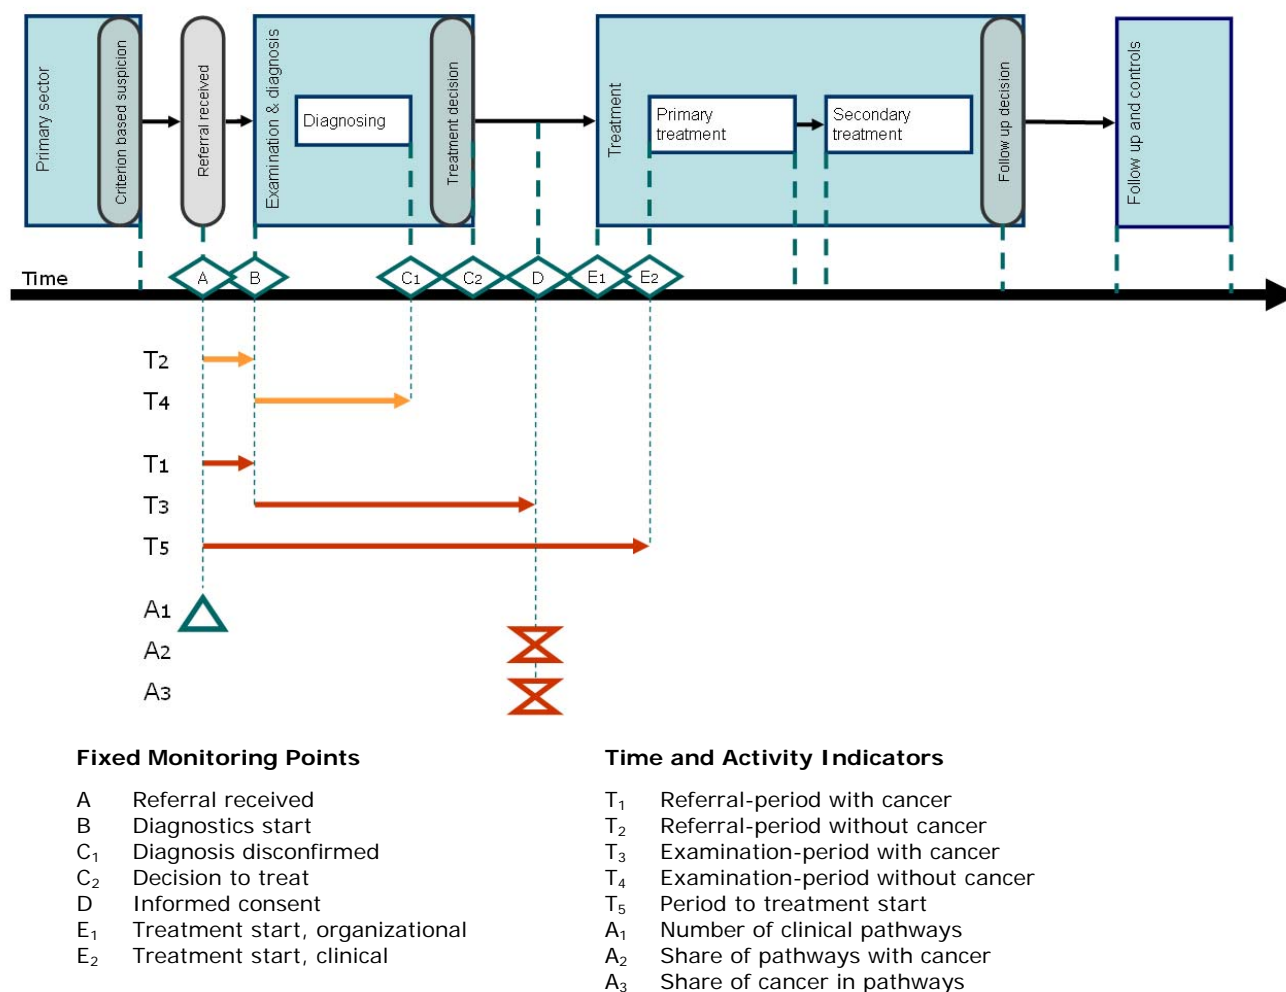 Primary sector
Criterion based suspicion
Referral received
Examination & diagnosis
Diagnosing
Treatment decision
Treatment
Primary
treatment
Secondary
treatment
Follow up decision
Follow up and controls
Time
A
B
C1
C2
D
E1
E2
T2
T4
T1
T3
T5
A1
A2
A3
Fixed Monitoring Points
A Referral received
B Diagnostics start
C1 Diagnosis disconfirmed
C2 Decision to treat
D Informed consent
E1 Treatment start, organizational
E2 Treatment start, clinical
Time and Activity Indicators
T1 Referral-period with cancer
T2 Referral-period without cancer
T3 Examination-period with cancer
T4 Examination-period without cancer
T5 Period to treatment start
A1 Number of clinical pathways
A2 Share of pathways with cancer
A3 Share of cancer in pathways